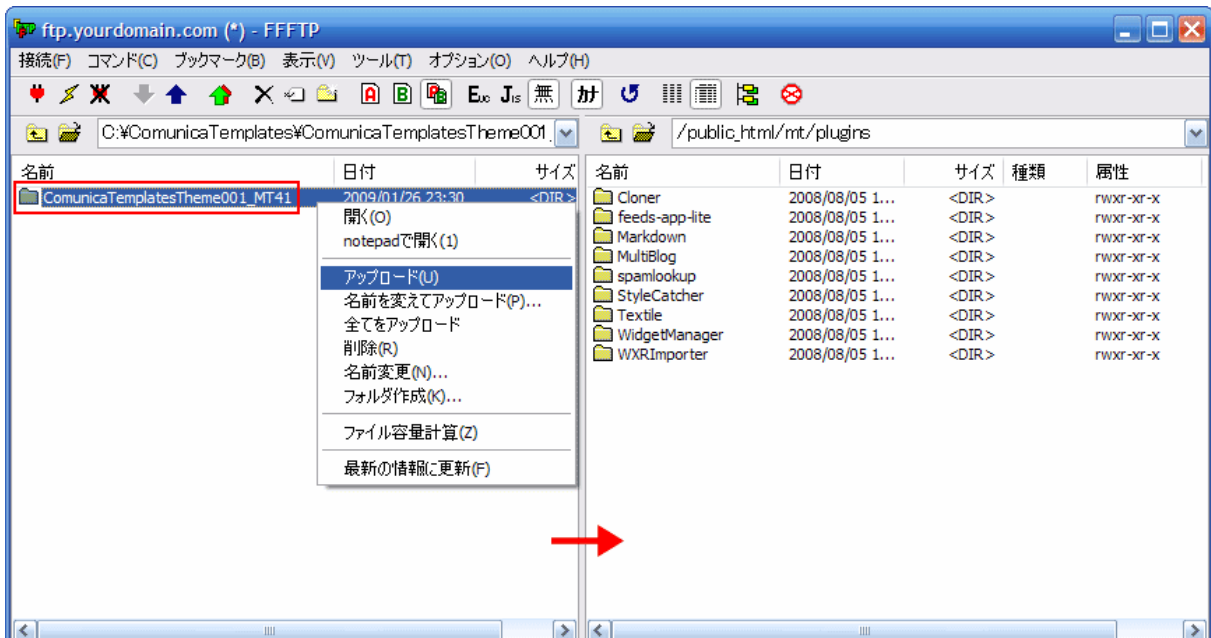 ftp.yourdomain.com (*) - FFFTP
接続(F) コマンド(C) ブックマーク(B) 表示(V) ツール(T) オプション(O) ヘルプ(H)
A B Euc Jis 無 ｶﾅ
C:¥ComunicaTemplates¥ComunicaTemplatesTheme001_ /public_html/mt/plugins
名前 日付 サイズ 名前 日付 サイズ 種類 属性
ComunicaTemplatesTheme001_MT41 2009/01/26 23:30 <DIR> Cloner 2008/08/05 1... <DIR> rwxr-xr-x
開く(O) feeds-app-lite 2008/08/05 1... <DIR> rwxr-xr-x
notepadで開く(1) Markdown 2008/08/05 1... <DIR> rwxr-xr-x
MultiBlog 2008/08/05 1... <DIR> rwxr-xr-x
アップロード(U) spamlookup 2008/08/05 1... <DIR> rwxr-xr-x
名前を変えてアップロード(P)... StyleCatcher 2008/08/05 1... <DIR> rwxr-xr-x
全てをアップロード Textile 2008/08/05 1... <DIR> rwxr-xr-x
削除(R) WidgetManager 2008/08/05 1... <DIR> rwxr-xr-x
名前変更(N)... WXRImporter 2008/08/05 1... <DIR> rwxr-xr-x
フォルダ作成(K)...
ファイル容量計算(Z)
最新の情報に更新(F)